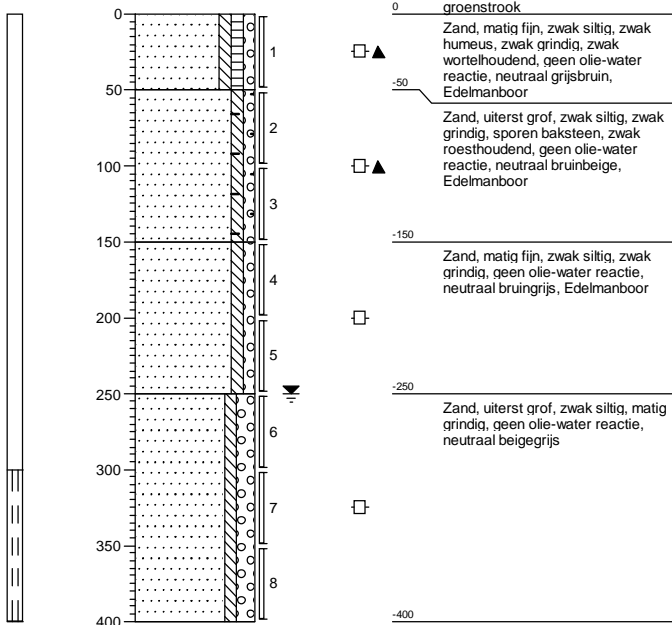 0
50
100
150
200
250
300
350
400
1
2
3
4
5
6
7
8
0
groenstrook
Zand, matig fijn, zwak siltig, zwak
humeus, zwak grindig, zwak
wortelhoudend, geen olie-water
reactie, neutraal grijsbruin,
Edelmanboor
-50
Zand, uiterst grof, zwak siltig, zwak
grindig, sporen baksteen, zwak
roesthoudend, geen olie-water
reactie, neutraal bruinbeige,
Edelmanboor
-150
Zand, matig fijn, zwak siltig, zwak
grindig, geen olie-water reactie,
neutraal bruingrijs, Edelmanboor
-250
Zand, uiterst grof, zwak siltig, matig
grindig, geen olie-water reactie,
neutraal beigegrijs
-400